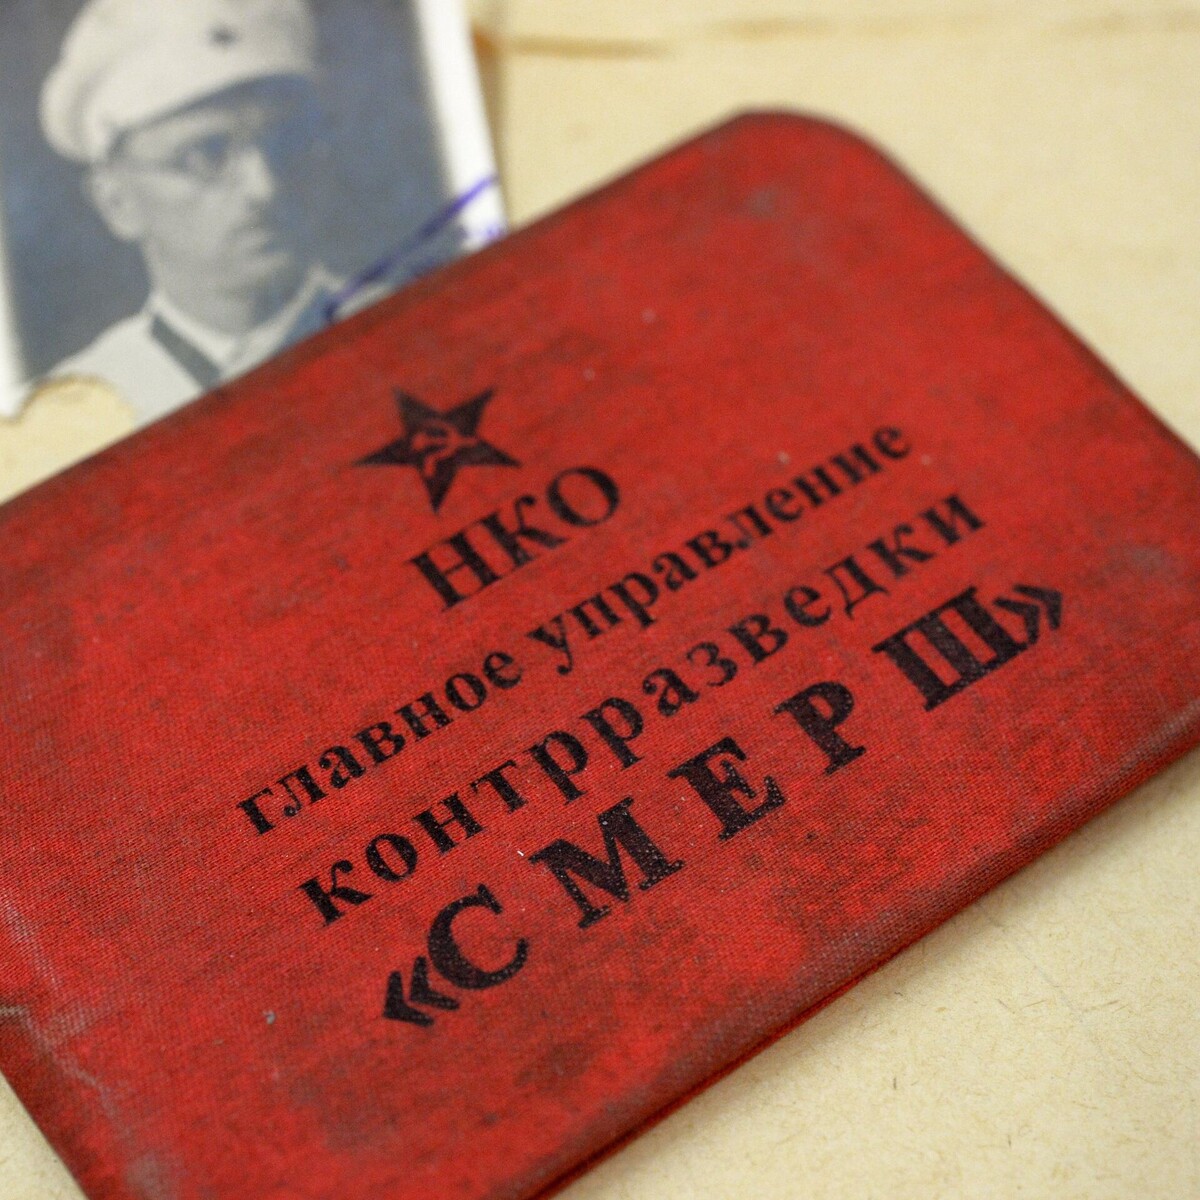 НКО
главное управление
контрразведки
«СМЕРШ»